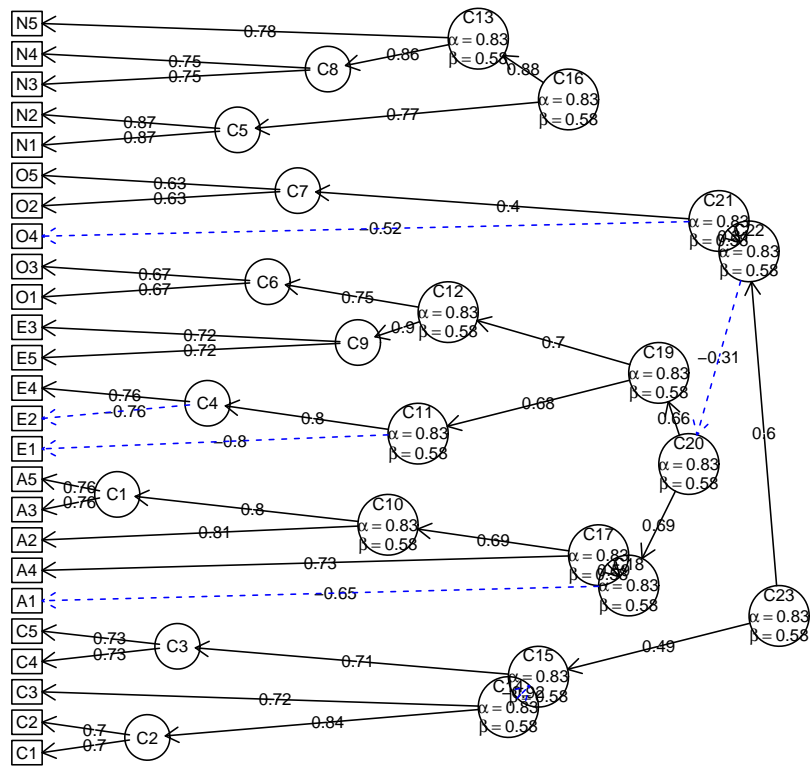 N5
N4
N3
N2
N1
O5
O2
O4
O3
O1
E3
E5
E4
E2
E1
A5
A3
A2
A4
A1
C5
C4
C3
C2
C1
C13
α = 0.83
β = 0.58
C8
C16
α = 0.83
β = 0.58
C5
C7
C21
α = 0.83
C22
α = 0.83
β = 0.58
C6
C12
α = 0.83
β = 0.58
C9
C19
α = 0.83
β = 0.58
C4
C11
α = 0.83
β = 0.58
C20
α = 0.83
β = 0.58
C1
C10
α = 0.83
β = 0.58
C17
α = 0.83
α = 0.83
β = 0.58
C23
α = 0.83
β = 0.58
C3
C15
α = 0.83
α = 0.83
β = 0.58
C2
0.78
0.86
0.75
0.75
0.88
0.77
0.87
0.87
0.63
0.63
0.4
−0.52
0.67
0.67
0.75
0.9
0.72
0.72
0.7
0.68
0.76
−0.76
0.8
−0.8
0.66
−0.31
0.6
0.76
0.76
0.8
0.81
0.69
0.73
−0.65
0.69
0.49
0.73
0.73
0.71
0.72
0.84
0.7
0.7